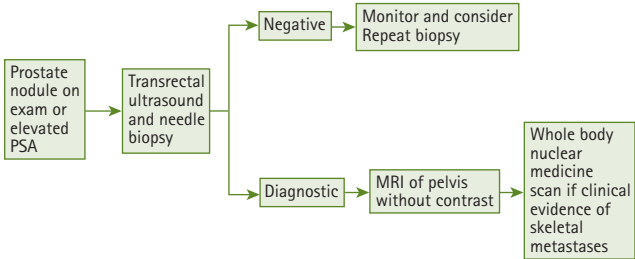 Prostate
nodule on
exam or
elevated
PSA
Transrectal
ultrasound
and needle
biopsy
Negative
Monitor and consider
Repeat biopsy
Diagnostic
MRI of pelvis
without contrast
Whole body
nuclear
medicine
scan if clinical
evidence of
skeletal
metastases